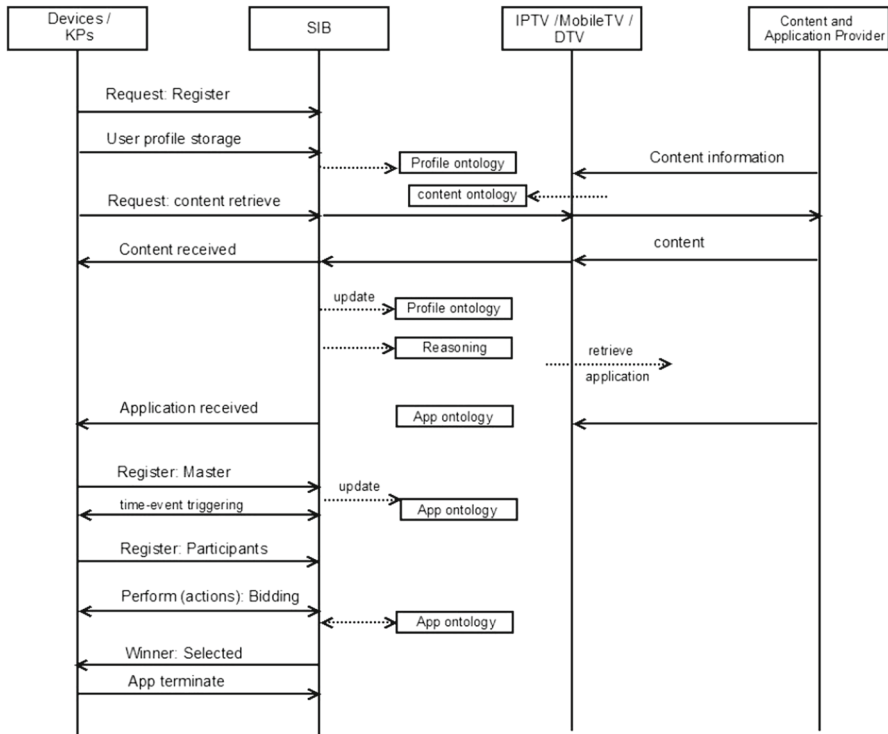 Devices /
KPs
SIB
IPTV /MobileTV /
DTV
Content and
Application Provider
Request: Register
User profile storage
Profile ontology
Content information
content ontology
Request: content retrieve
content
Content received
update
Profile ontology
Reasoning
retrieve
application
Application received
App ontology
Register: Master
update
time-event triggering
App ontology
Register: Participants
Perform (actions): Bidding
App ontology
Winner: Selected
App terminate